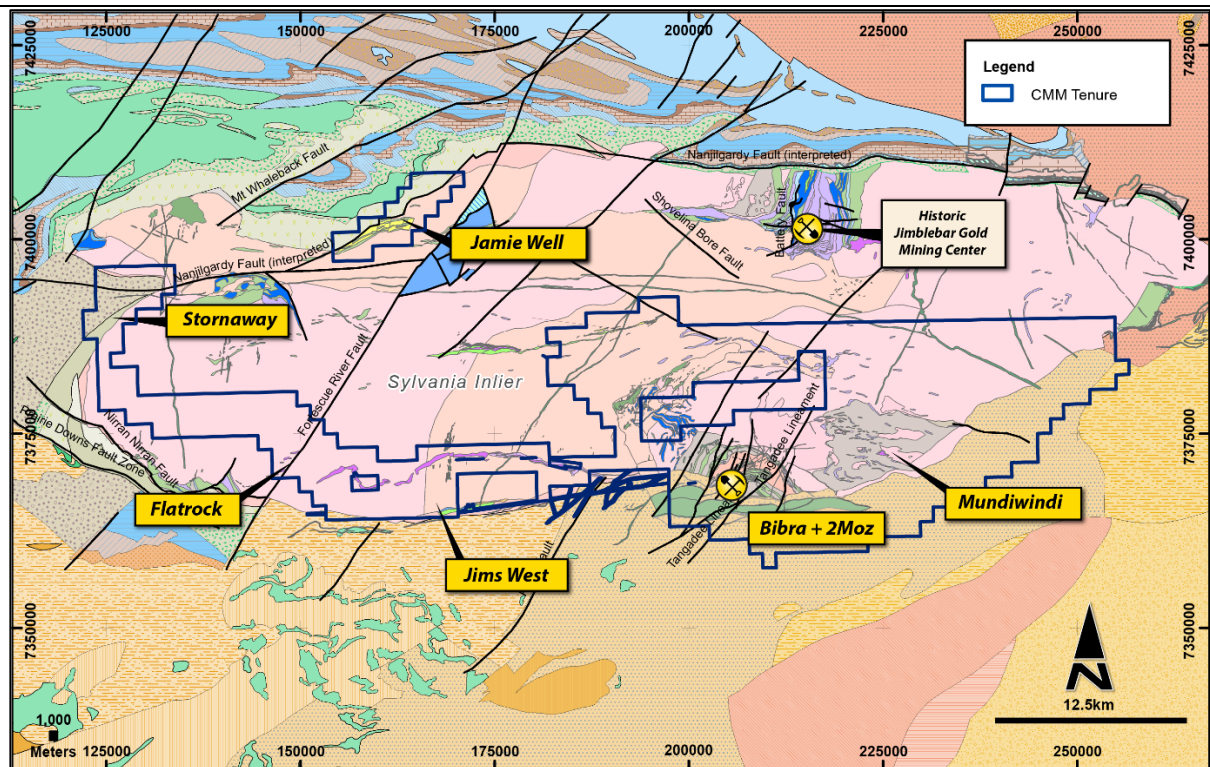 125000
150000
175000
200000
225000
250000
7425000
7425000
Legend
CMM Tenure
Mt Whaleback Fault
Nanjilgardy Fault (interpreted)
Battery Fault
Historic
Jimblebar Gold
Mining Center
Shovelina Bore Fault
7400000
7400000
Jamie Well
Nanjilgardy Fault (interpreted)
Stornaway
Sylvania Inlier
Fortescue River Fault
7375000
7375000
Nirran Nirran Fault
Prairie Downs Fault Zone
Tangadee Lineament
Tangadee
Flatrock
Mundiwindi
Bibra + 2Moz
Jims West
7350000
7350000
N
12.5km
1,000
Meters
125000
150000
175000
200000
225000
250000